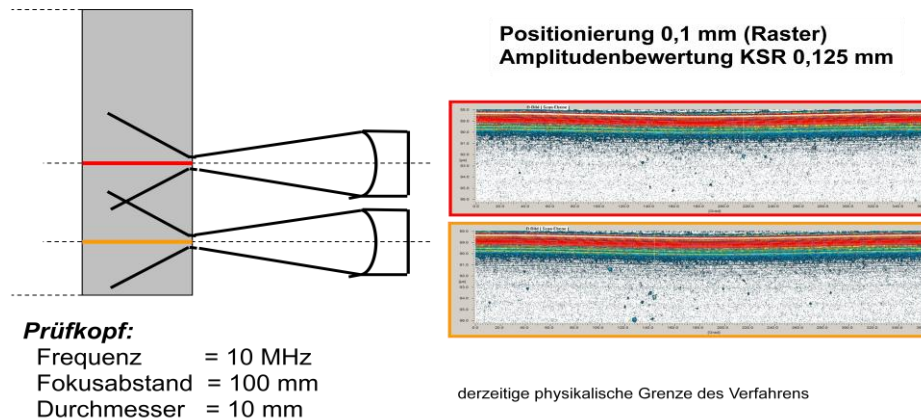 Positionierung 0,1 mm (Raster)
Amplitudenbewertung KSR 0,125 mm
Prüfkopf:
Frequenz = 10 MHz
Fokusabstand = 100 mm
Durchmesser = 10 mm
derzeitige physikalische Grenze des Verfahrens